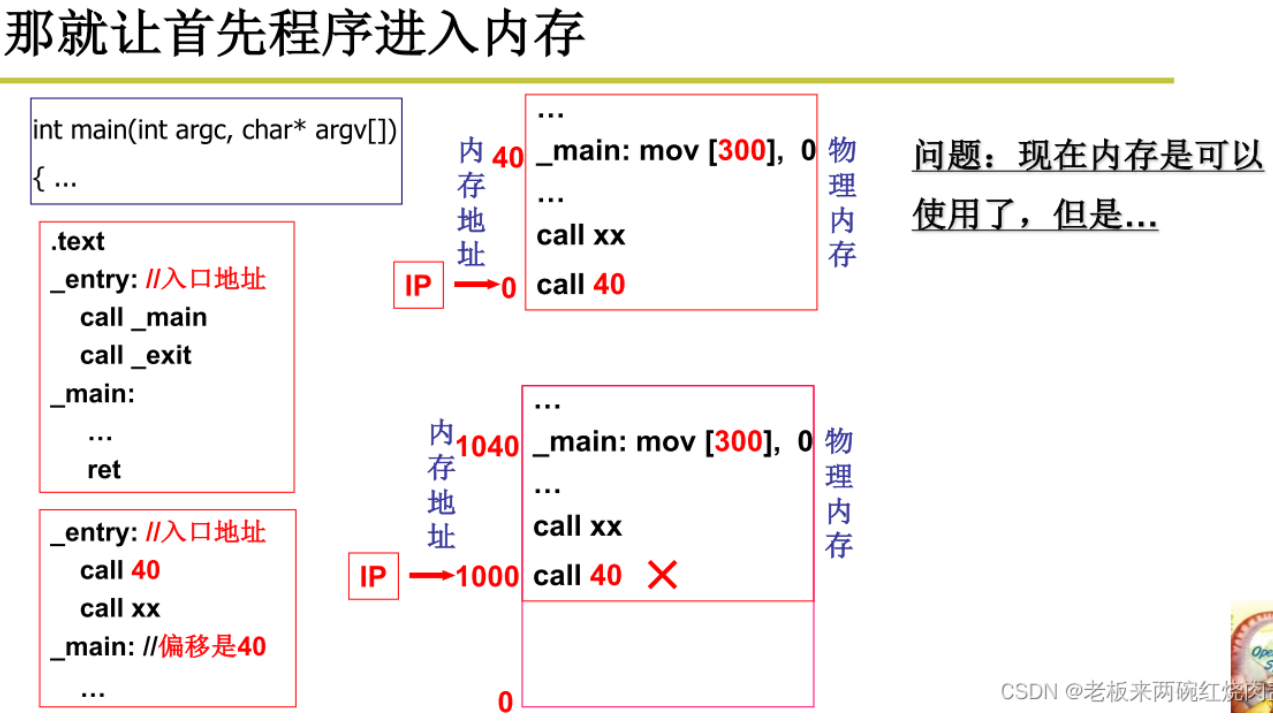 那就让首先程序进入内存
int main(int argc, char* argv[])
{ ...
.text
_entry: //入口地址
call _main
call _exit
_main:
...
ret
_entry: //入口地址
call 40
call xx
_main: //偏移是40
...
内存地址
...
40 _main: mov [300], 0
...
call xx
IP 0 call 40
物理内存
内存地址
...
1040 _main: mov [300], 0
...
call xx
IP 1000 call 40
0
物理内存
问题：现在内存是可以
使用了，但是...
CSDN @老板来两碗红烧肉